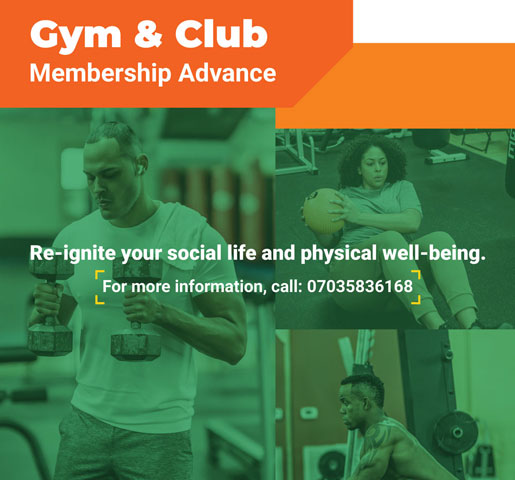 Gym & Club
Membership Advance
Re-ignite your social life and physical well-being.
For more information, call: 07035836168